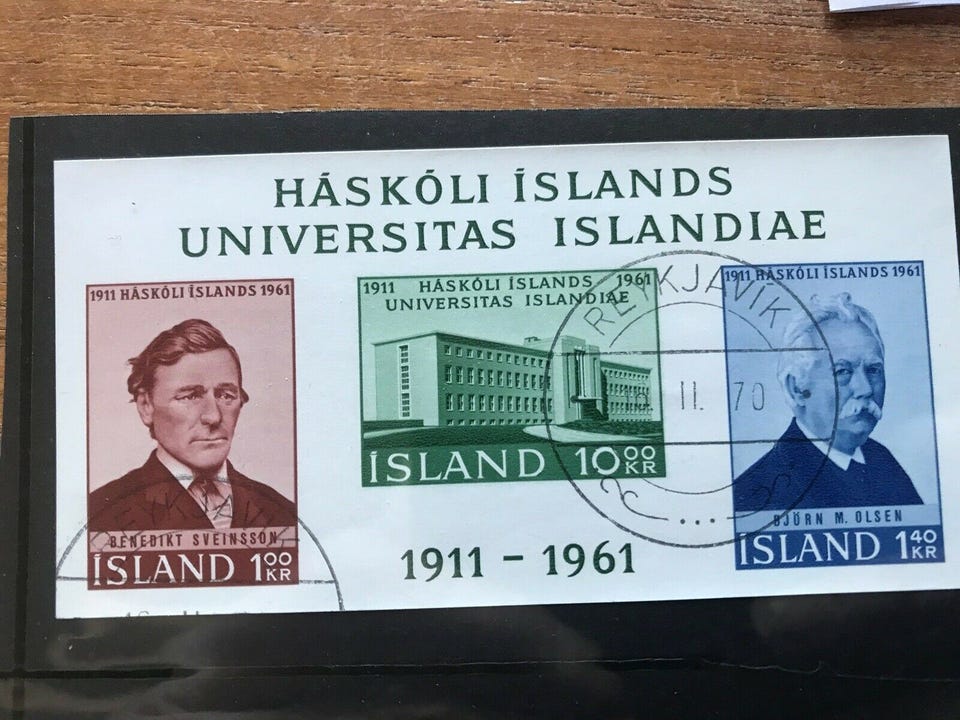 HÁSKÓLI ÍSLANDS
UNIVERSITAS ISLANDIAE
1911 HÁSKÓLI ÍSLANDS 1961
BENEDIKT SVEINSSON
ÍSLAND 1 00 KR
1911 HÁSKÓLI ÍSLANDS 1961
UNIVERSITAS ISLANDIAE
ÍSLAND 10 00 KR
1911 HÁSKÓLI ÍSLANDS 1961
BJÖRN M. OLSEN
ÍSLAND 1 40 KR
1911 - 1961
REYKJAVÍK
II. 70
REYKJAVÍK